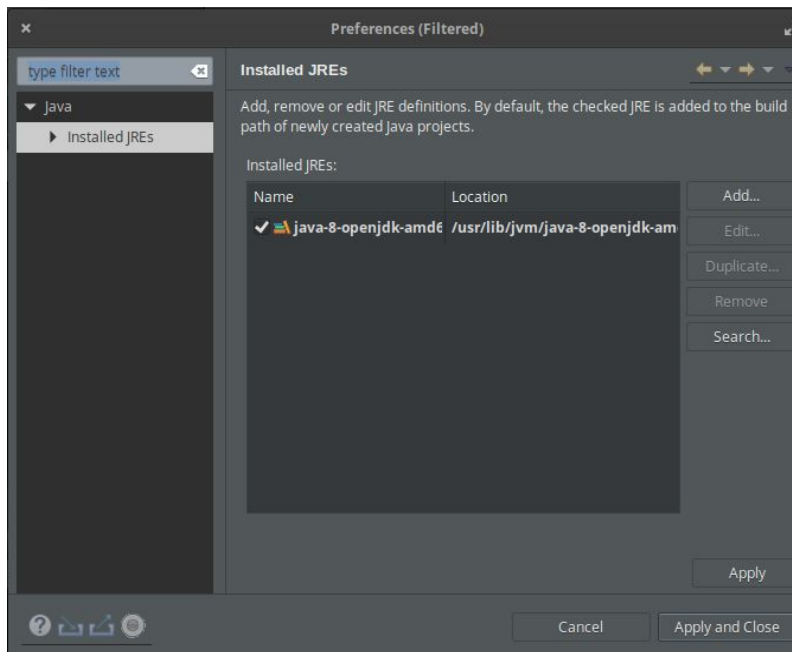 Preferences (Filtered)
type filter text
Java
Installed JREs
Installed JREs
Add, remove or edit JRE definitions. By default, the checked JRE is added to the build
path of newly created Java projects.
Installed JREs:
Name Location
java-8-openjdk-amd6 /usr/lib/jvm/java-8-openjdk-am
Add...
Edit...
Duplicate...
Remove
Search...
Apply
Cancel Apply and Close